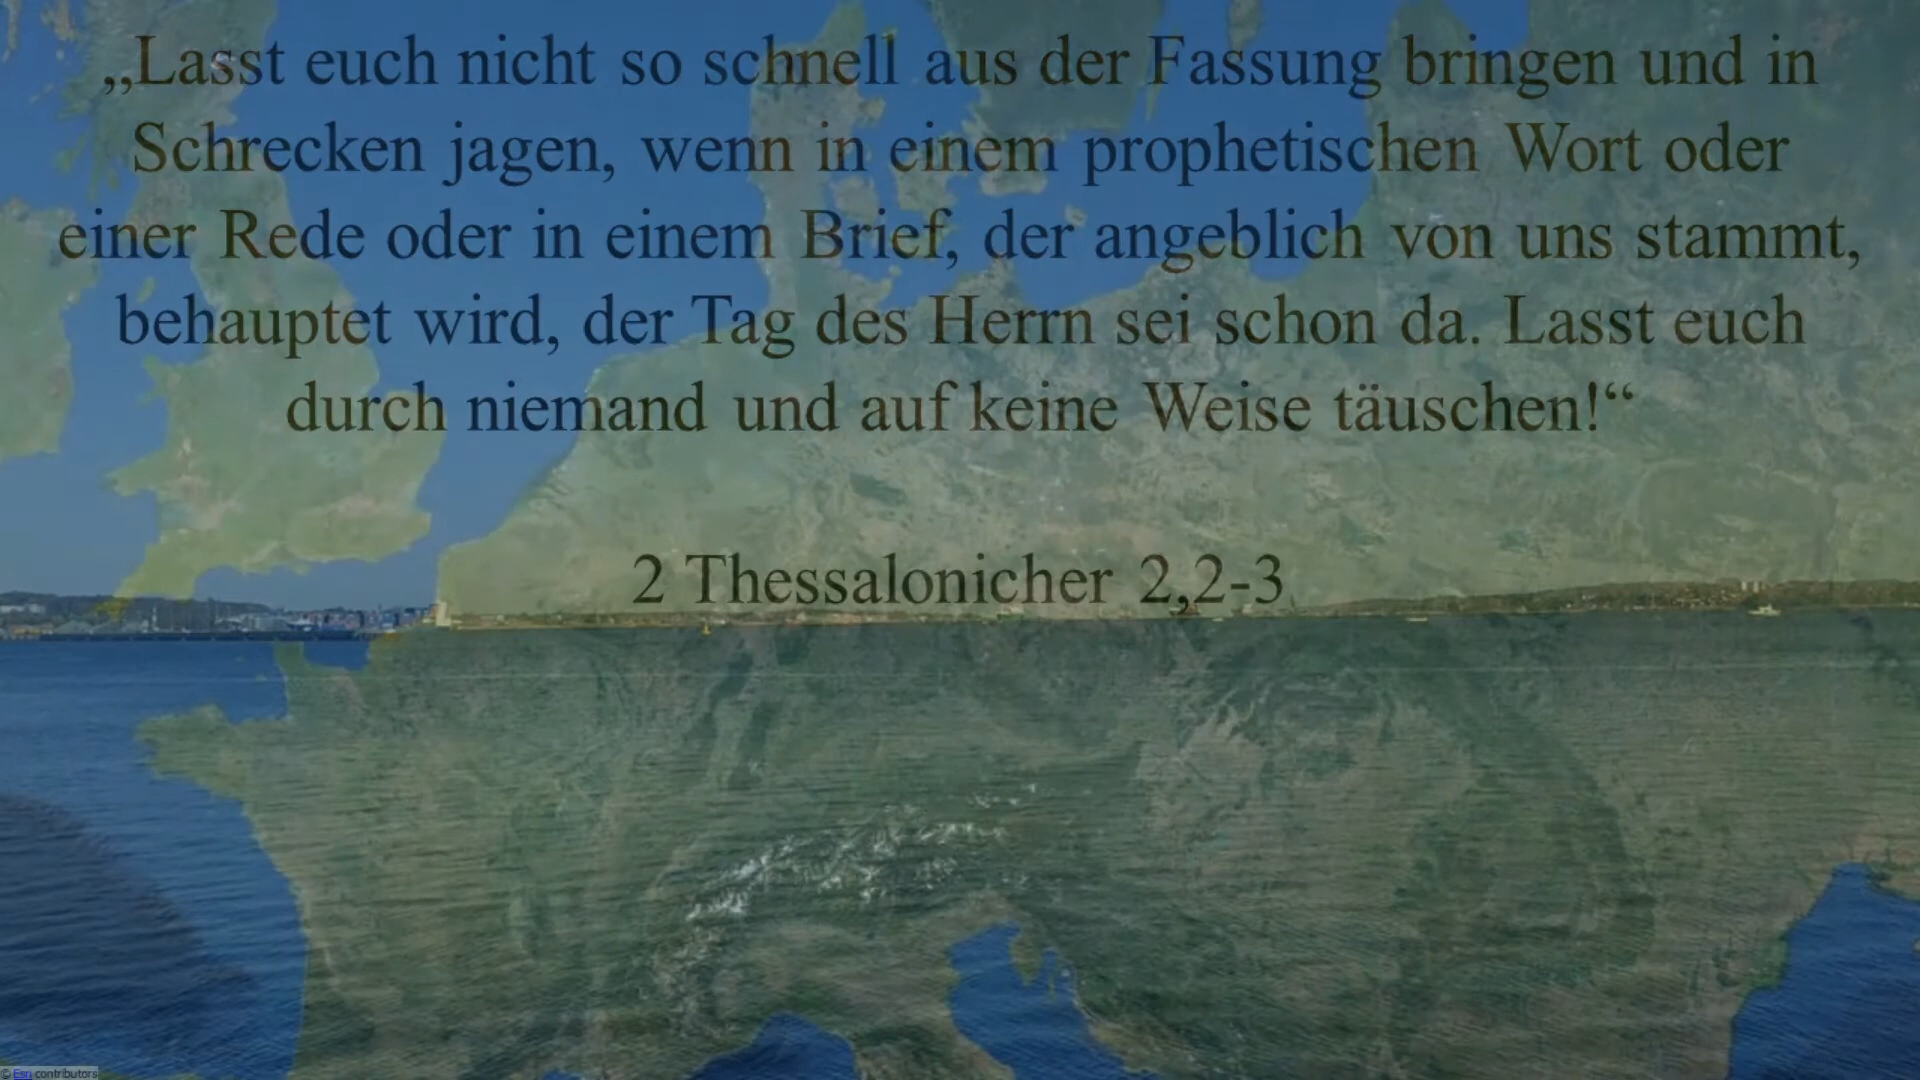 „Lasst euch nicht so schnell aus der Fassung bringen und in
Schrecken jagen, wenn in einem prophetischen Wort oder
einer Rede oder in einem Brief, der angeblich von uns stammt,
behauptet wird, der Tag des Herrn sei schon da. Lasst euch
durch niemand und auf keine Weise täuschen!“
2 Thessalonicher 2,2-3
© Esri contributors